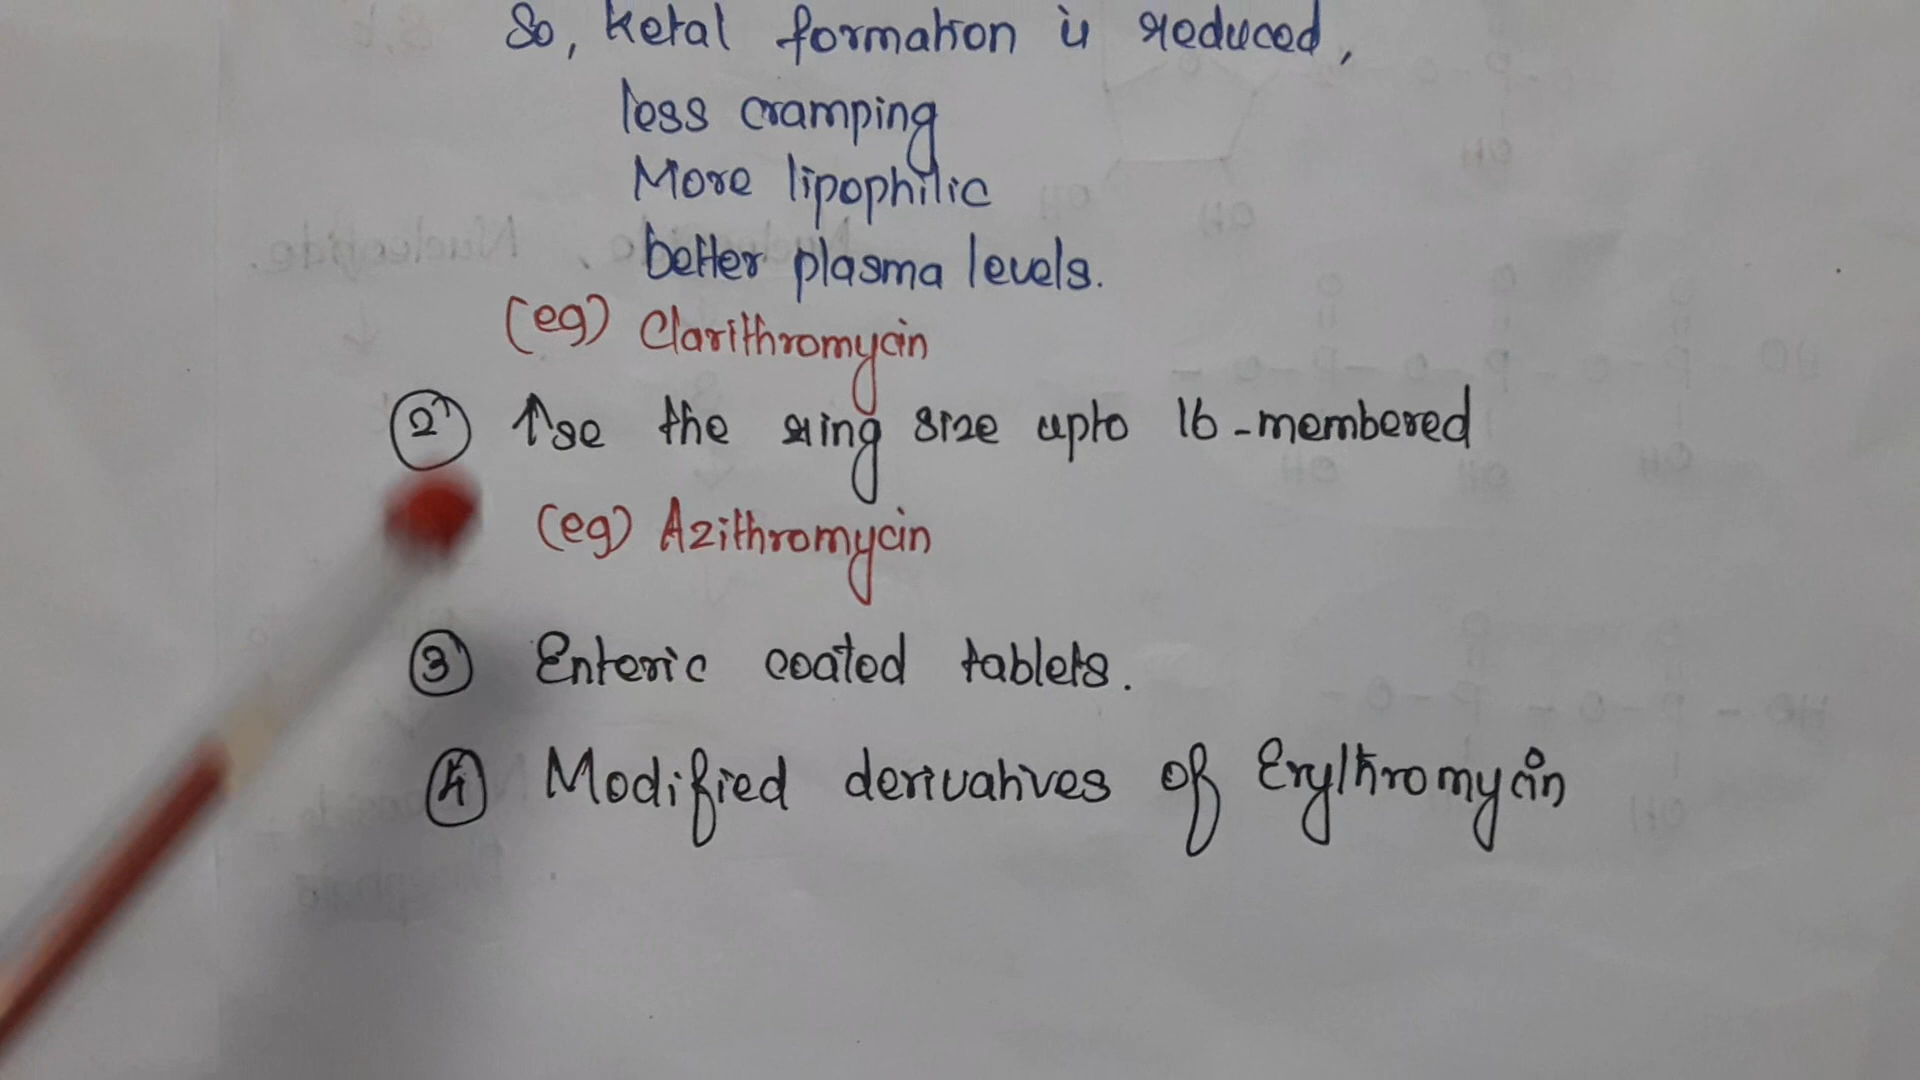 So, ketal formation is reduced,
less cramping
More lipophilic
better plasma levels.
(eg) Clarithromycin
② ↑se the ring size upto 16-membered
(eg) Azithromycin
③ Enteric coated tablets.
④ Modified derivatives of Erythromycin